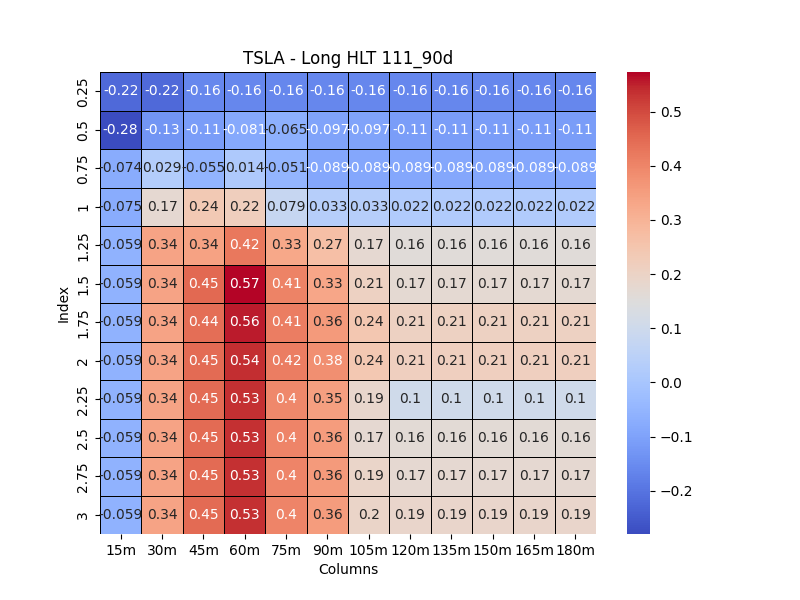 TSLA - Long HLT 111_90d
Index
0.25 -0.22 -0.22 -0.16 -0.16 -0.16 -0.16 -0.16 -0.16 -0.16 -0.16 -0.16 -0.16
0.5 -0.28 -0.13 -0.11 -0.081 -0.065 -0.097 -0.097 -0.11 -0.11 -0.11 -0.11 -0.11
0.75 -0.074 0.029 -0.055 0.014 -0.051 -0.089 -0.089 -0.089 -0.089 -0.089 -0.089 -0.089
1 -0.075 0.17 0.24 0.22 0.079 0.033 0.033 0.022 0.022 0.022 0.022 0.022
1.25 -0.059 0.34 0.34 0.42 0.33 0.27 0.17 0.16 0.16 0.16 0.16 0.16
1.5 -0.059 0.34 0.45 0.57 0.41 0.33 0.21 0.17 0.17 0.17 0.17 0.17
1.75 -0.059 0.34 0.44 0.56 0.41 0.36 0.24 0.21 0.21 0.21 0.21 0.21
2 -0.059 0.34 0.45 0.54 0.42 0.38 0.24 0.21 0.21 0.21 0.21 0.21
2.25 -0.059 0.34 0.45 0.53 0.4 0.35 0.19 0.1 0.1 0.1 0.1 0.1
2.5 -0.059 0.34 0.45 0.53 0.4 0.36 0.17 0.16 0.16 0.16 0.16 0.16
2.75 -0.059 0.34 0.45 0.53 0.4 0.36 0.19 0.17 0.17 0.17 0.17 0.17
3 -0.059 0.34 0.45 0.53 0.4 0.36 0.2 0.19 0.19 0.19 0.19 0.19
15m 30m 45m 60m 75m 90m 105m 120m 135m 150m 165m 180m
Columns
0.5
0.4
0.3
0.2
0.1
0.0
−0.1
−0.2